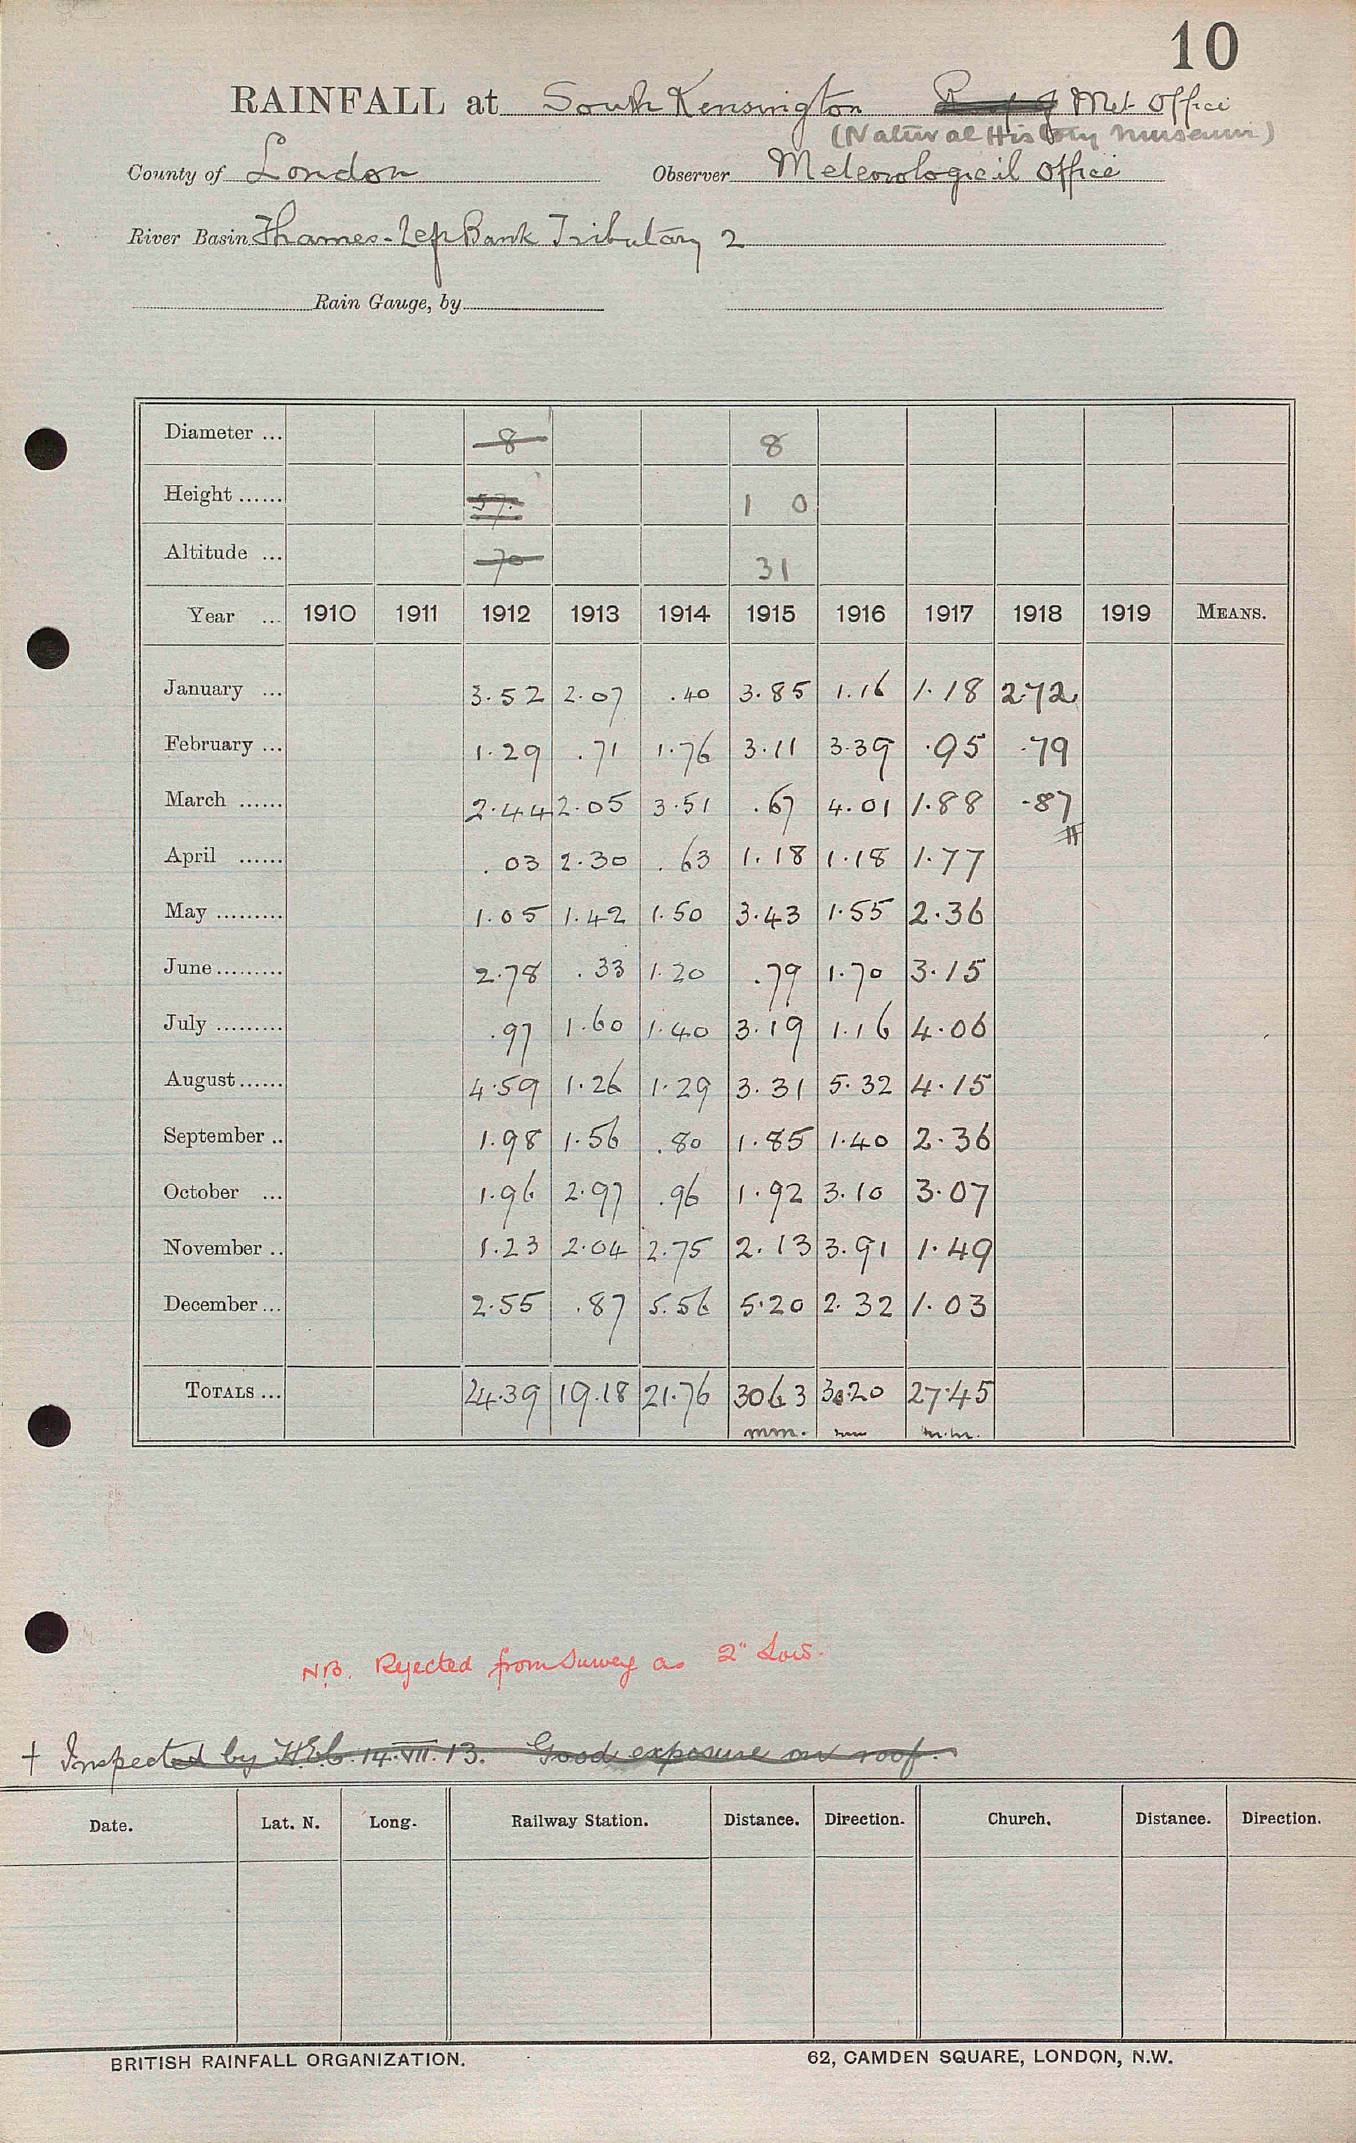 10
RAINFALL at South Kensington Roof of Met. Office
(Natural History Museum)
County of London Observer Meteorological Office
River Basin Thames-Left Bank Tributary 2
Rain Gauge, by
Diameter ... 8 8
Height ...... 57. 1 0
Altitude ... 70 31
Year ... 1910 1911 1912 1913 1914 1915 1916 1917 1918 1919 MEANS.
January ... 3.52 2.07 .40 3.85 1.16 1.18 2.72
February ... 1.29 .71 1.76 3.11 3.39 .95 .79
March ...... 2.44 2.05 3.51 .67 4.01 1.88 .87
April ...... .03 2.30 .63 1.18 1.18 1.77
May ......... 1.05 1.42 1.50 3.43 1.55 2.36
June ......... 2.78 .33 1.20 .79 1.70 3.15
July ......... .97 1.60 1.40 3.19 1.16 4.06
August ...... 4.59 1.26 1.29 3.31 5.32 4.15
September .. 1.98 1.56 .80 1.85 1.40 2.36
October ... 1.96 2.97 .96 1.92 3.10 3.07
November .. 1.23 2.04 2.75 2.13 3.91 1.49
December ... 2.55 .87 5.56 5.20 2.32 1.03
TOTALS ... 24.39 19.18 21.76 3063 30.20 27.45
mm. mm m.m.
N.B. Rejected from Survey as 2" Low.
† Inspected by H.E.C. 14.VII.13. Good exposure on roof.
Date. Lat. N. Long. Railway Station. Distance. Direction. Church. Distance. Direction.
BRITISH RAINFALL ORGANIZATION. 62, CAMDEN SQUARE, LONDON, N.W.